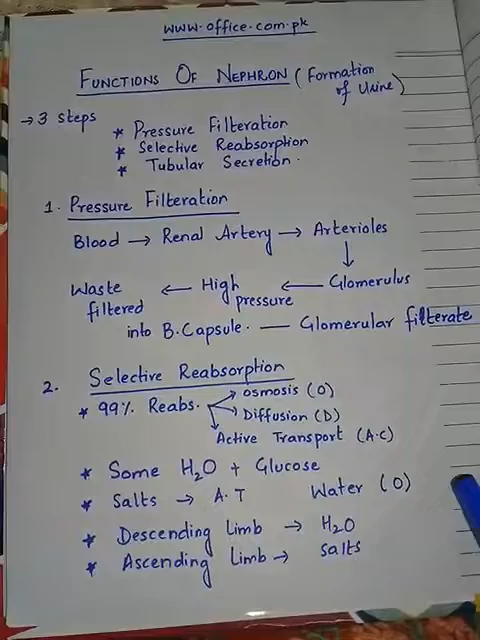 www.office.com.pk
FUNCTIONS OF NEPHRON (Formation
of Urine)
→ 3 steps
* Pressure Filteration
* Selective Reabsorption
* Tubular Secretion.
1. Pressure Filteration
Blood → Renal Artery → Arterioles
↓
Waste filtered ← High pressure ← Glomerulus
into B.Capsule. — Glomerular filterate
2. Selective Reabsorption
* 99% Reabs. → osmosis (O)
→ Diffusion (D)
→ Active Transport (A.C)
* Some H₂O + Glucose
* Salts → A.T Water (O)
* Descending Limb → H₂O
* Ascending Limb → salts